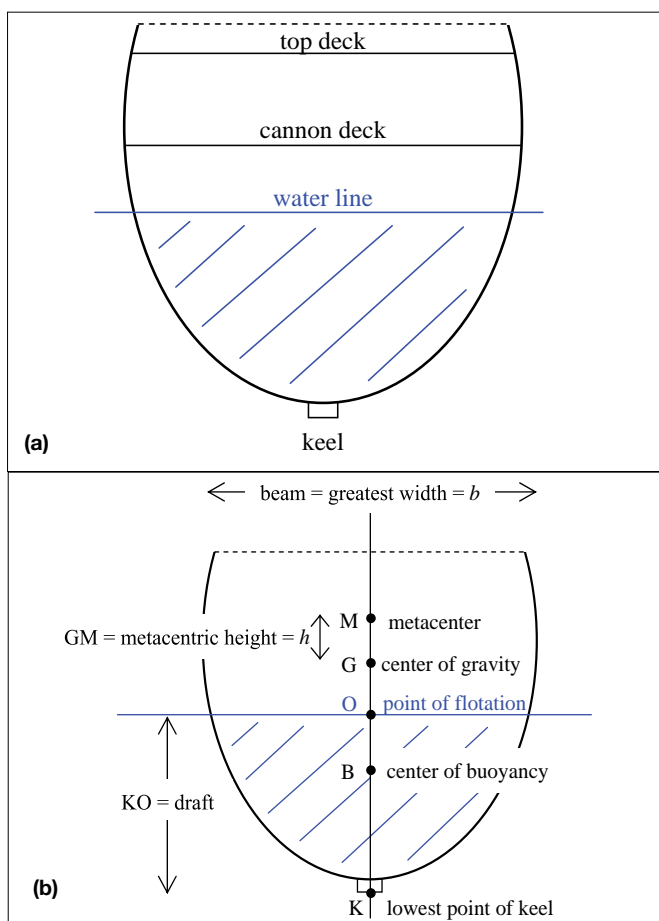 top deck
cannon deck
water line
keel
(a)
beam = greatest width = b
M metacenter
GM = metacentric height = h
G center of gravity
O point of flotation
B center of buoyancy
KO = draft
(b)
K lowest point of keel